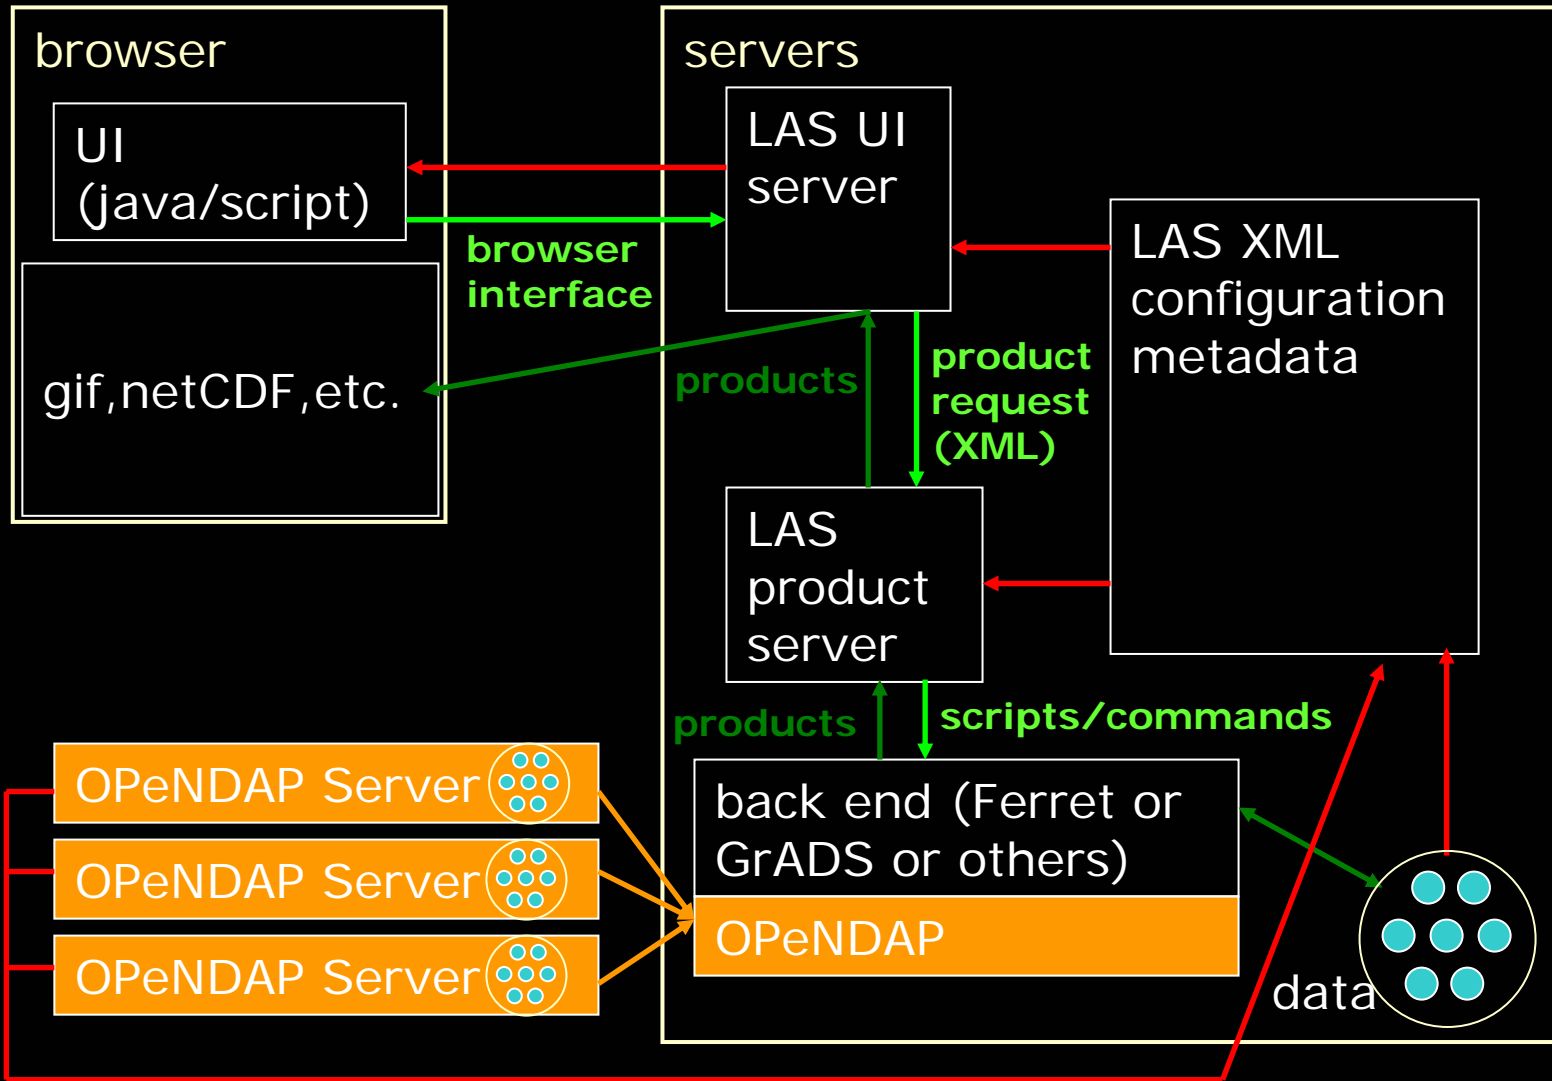 browser
UI
(java/script)
gif,netCDF,etc.
browser
interface
servers
LAS UI
server
products
product
request
(XML)
LAS XML
configuration
metadata
LAS
product
server
products
scripts/commands
back end (Ferret or
GrADS or others)
OPeNDAP
data
OPeNDAP Server
OPeNDAP Server
OPeNDAP Server